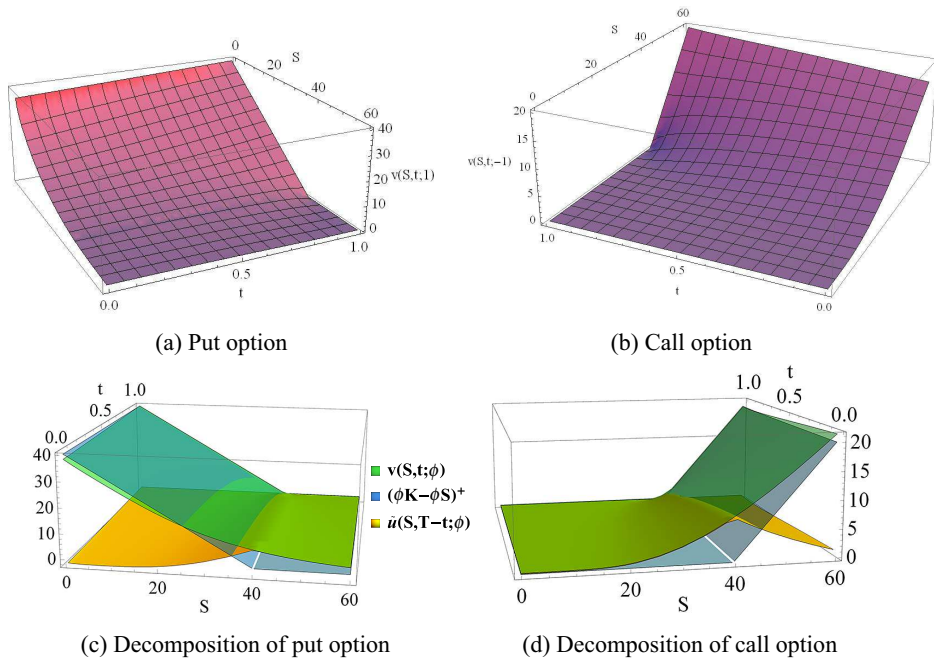 0
S
20
40
60
40
30
v(S,t;1)
20
10
0
1.0
0.5
t
0.0
60
S
40
20
0
20
15
v(S,t;−1)
10
5
0
1.0
0.5
t
0.0
(a) Put option
(b) Call option
t
1.0
0.5
0.0
40
30
20
10
0
0
20
40
60
S
v(S,t;ϕ)
(ϕK−ϕS)⁺
ũ(S,T−t;ϕ)
1.0
t
0.5
0.0
20
15
10
5
0
0
20
40
60
S
(c) Decomposition of put option
(d) Decomposition of call option